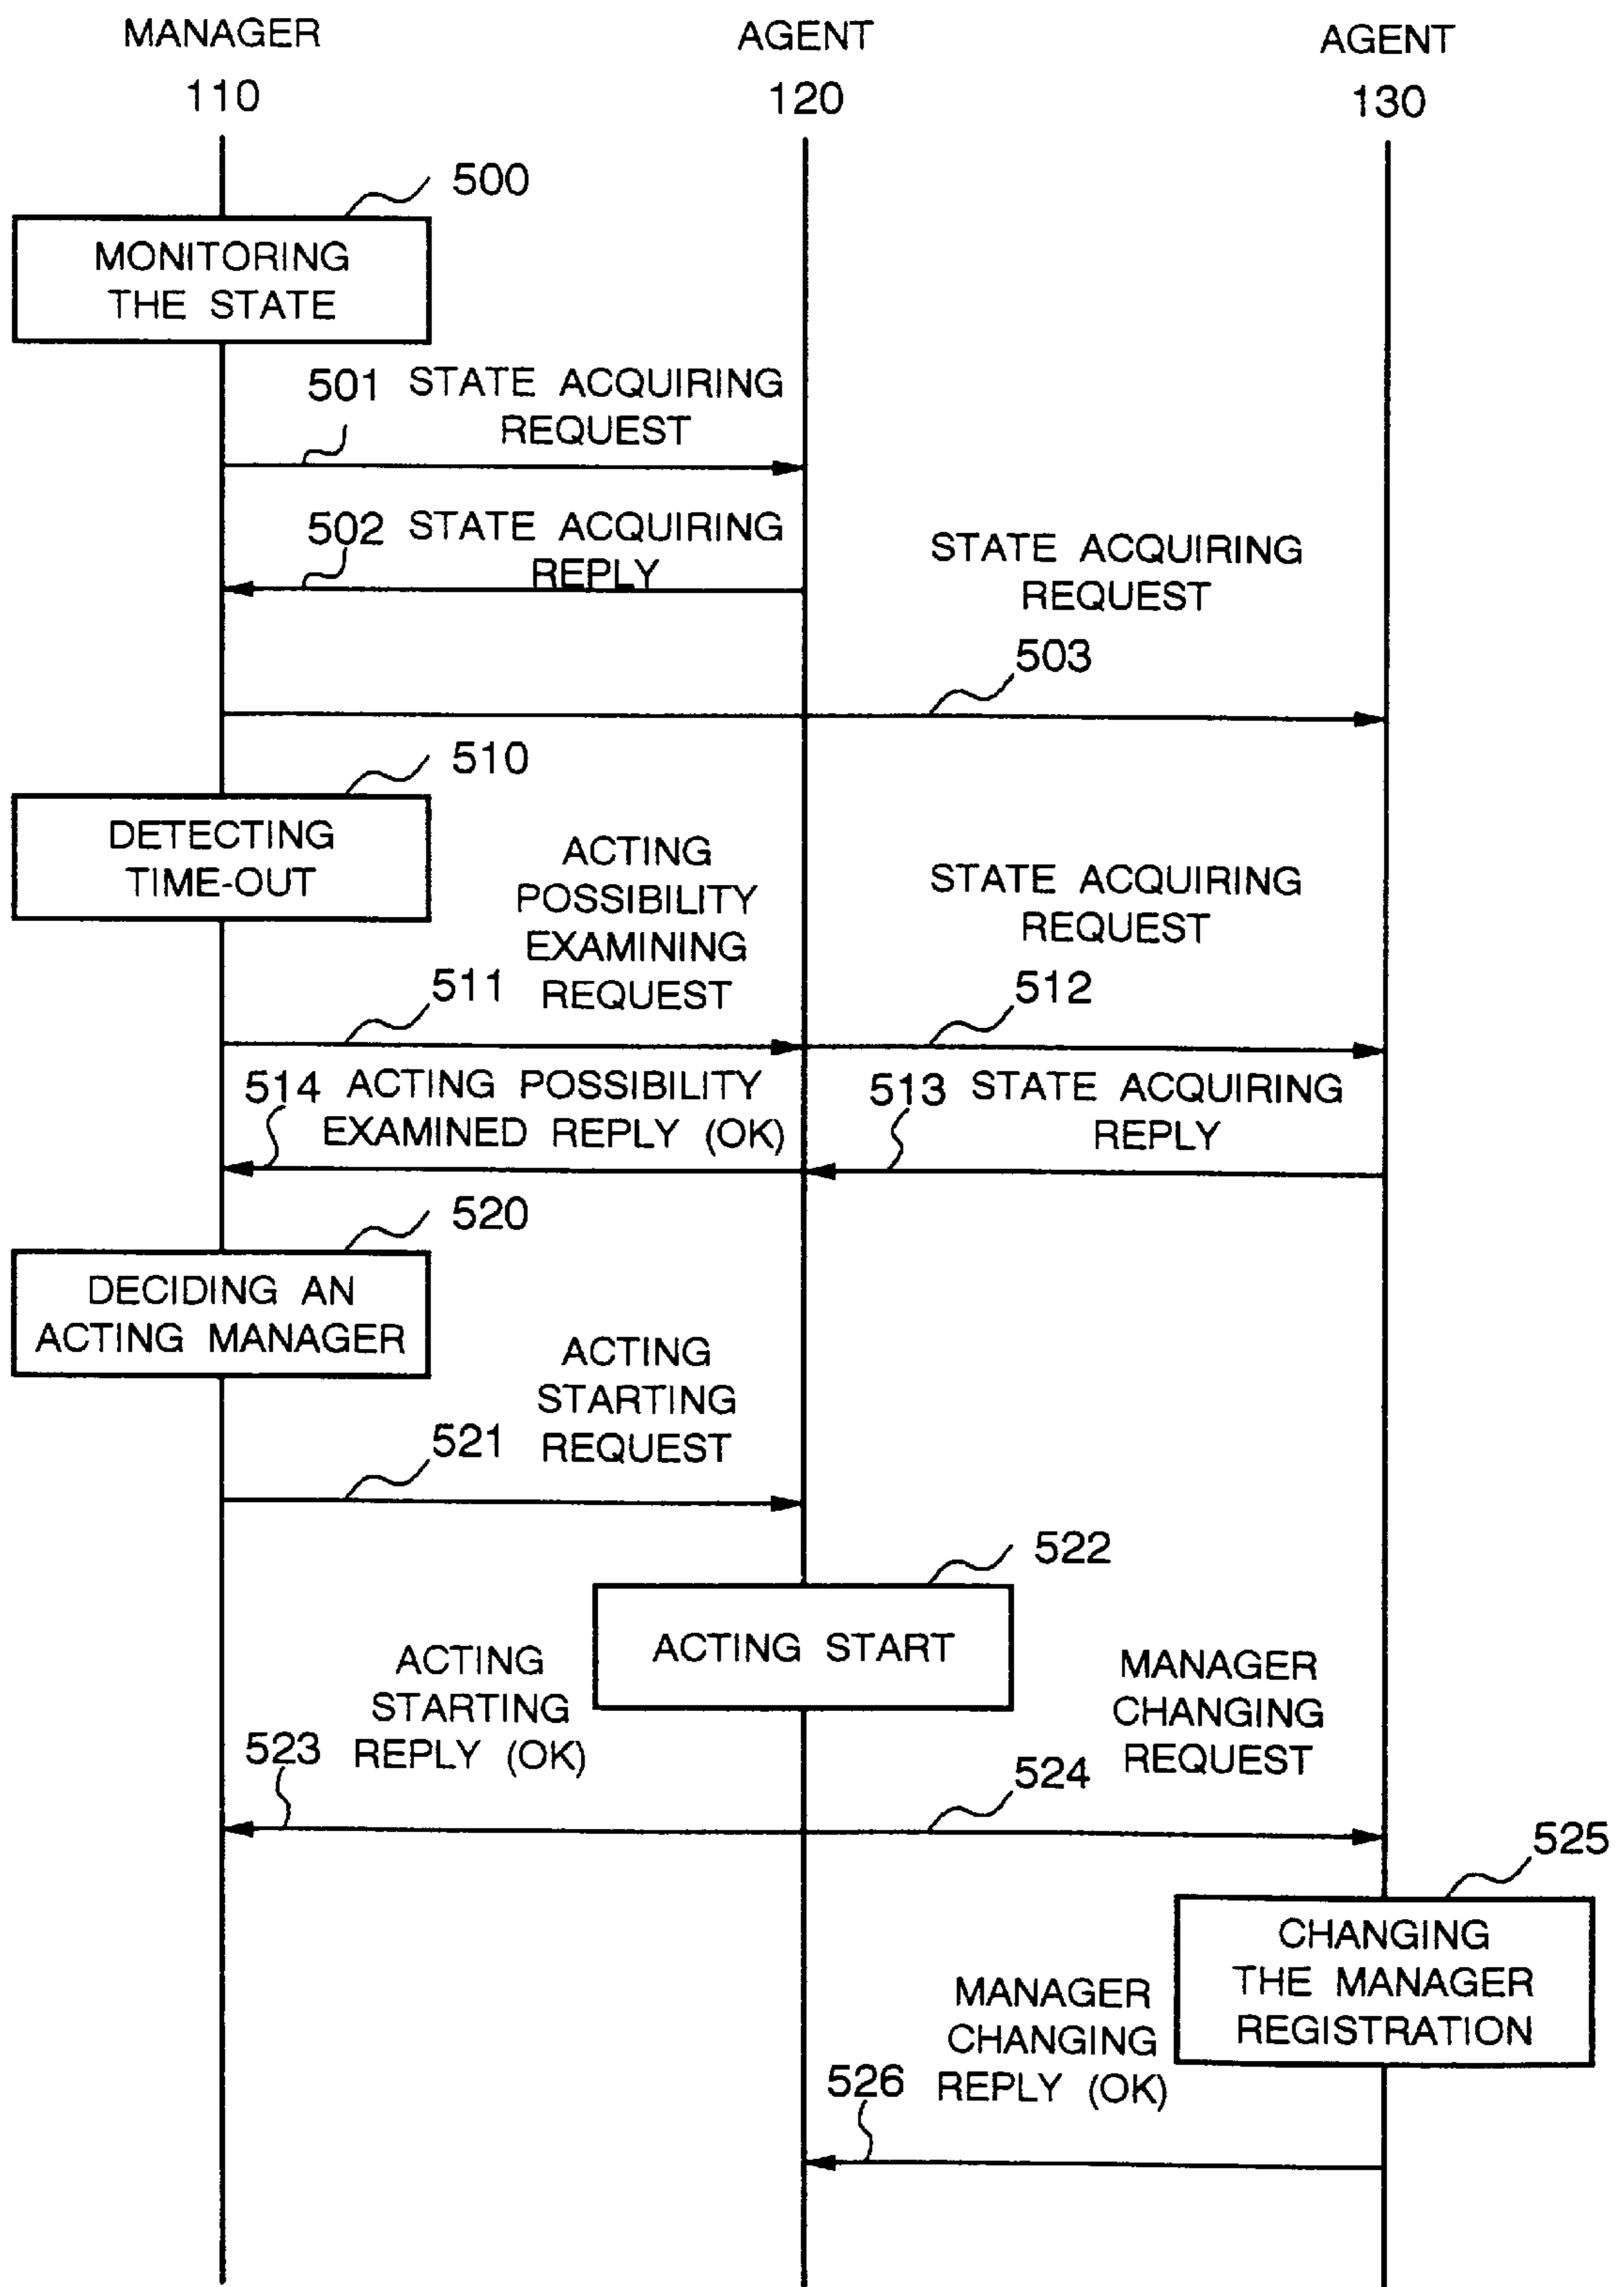 MANAGER
110
AGENT
120
AGENT
130
500
MONITORING
THE STATE
501 STATE ACQUIRING
REQUEST
502 STATE ACQUIRING
REPLY
STATE ACQUIRING
REQUEST
503
510
DETECTING
TIME-OUT
ACTING
POSSIBILITY
EXAMINING
REQUEST
511
STATE ACQUIRING
REQUEST
512
514 ACTING POSSIBILITY
EXAMINED REPLY (OK)
513 STATE ACQUIRING
REPLY
520
DECIDING AN
ACTING MANAGER
ACTING
STARTING
REQUEST
521
522
ACTING START
ACTING
STARTING
REPLY (OK)
523
MANAGER
CHANGING
REQUEST
524
525
CHANGING
THE MANAGER
REGISTRATION
MANAGER
CHANGING
REPLY (OK)
526